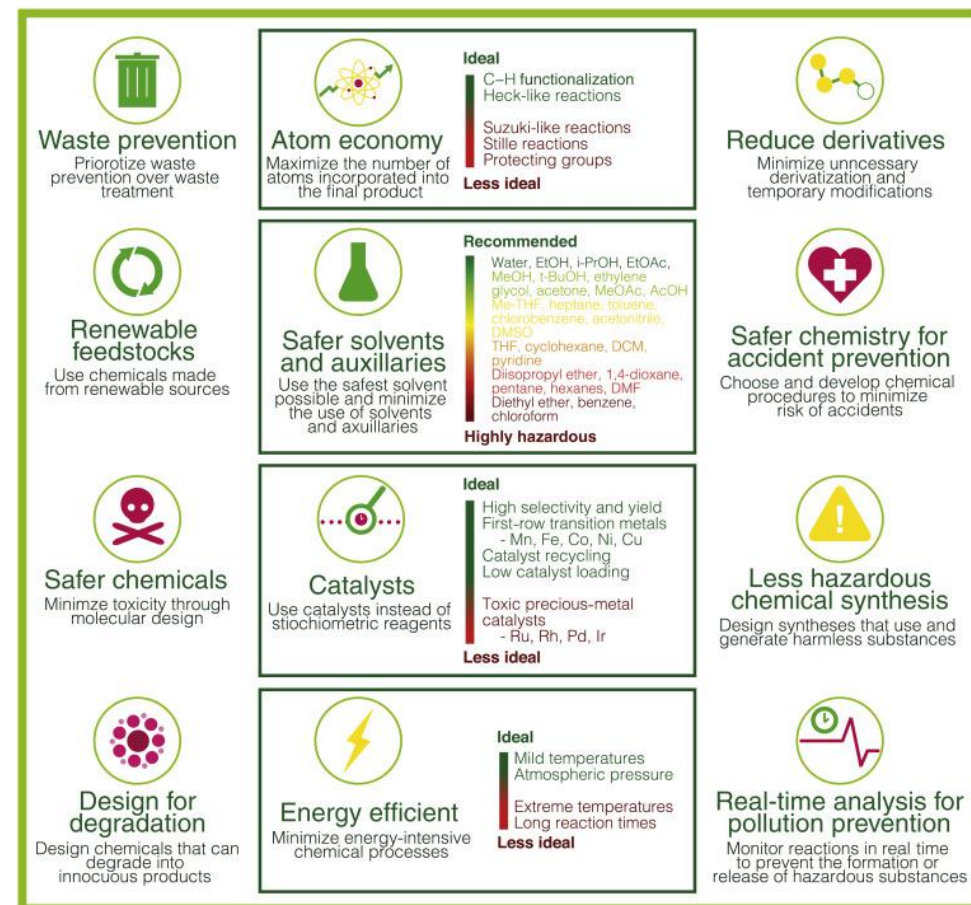 Waste prevention
Priorotize waste
prevention over waste
treatment
Atom economy
Maximize the number of
atoms incorporated into
the final product
Ideal
C–H functionalization
Heck-like reactions
Suzuki-like reactions
Stille reactions
Protecting groups
Less ideal
Reduce derivatives
Minimize unncessary
derivatization and
temporary modifications
Renewable
feedstocks
Use chemicals made
from renewable sources
Safer solvents
and auxillaries
Use the safest solvent
possible and minimize
the use of solvents
and axuillaries
Recommended
Water, EtOH, i-PrOH, EtOAc,
MeOH, t-BuOH, ethylene
glycol, acetone, MeOAc, AcOH
Me-THF, heptane, toluene,
chlorobenzene, acetonitrile,
DMSO
THF, cyclohexane, DCM,
pyridine
Diisopropyl ether, 1,4-dioxane,
pentane, hexanes, DMF
Diethyl ether, benzene,
chloroform
Highly hazardous
Safer chemistry for
accident prevention
Choose and develop chemical
procedures to minimize
risk of accidents
Safer chemicals
Minimze toxicity through
molecular design
Catalysts
Use catalysts instead of
stiochiometric reagents
Ideal
High selectivity and yield
First-row transition metals
- Mn, Fe, Co, Ni, Cu
Catalyst recycling
Low catalyst loading
Toxic precious-metal
catalysts
- Ru, Rh, Pd, Ir
Less ideal
Less hazardous
chemical synthesis
Design syntheses that use and
generate harmless substances
Design for
degradation
Design chemicals that can
degrade into
innocuous products
Energy efficient
Minimize energy-intensive
chemical processes
Ideal
Mild temperatures
Atmospheric pressure
Extreme temperatures
Long reaction times
Less ideal
Real-time analysis for
pollution prevention
Monitor reactions in real time
to prevent the formation or
release of hazardous substances